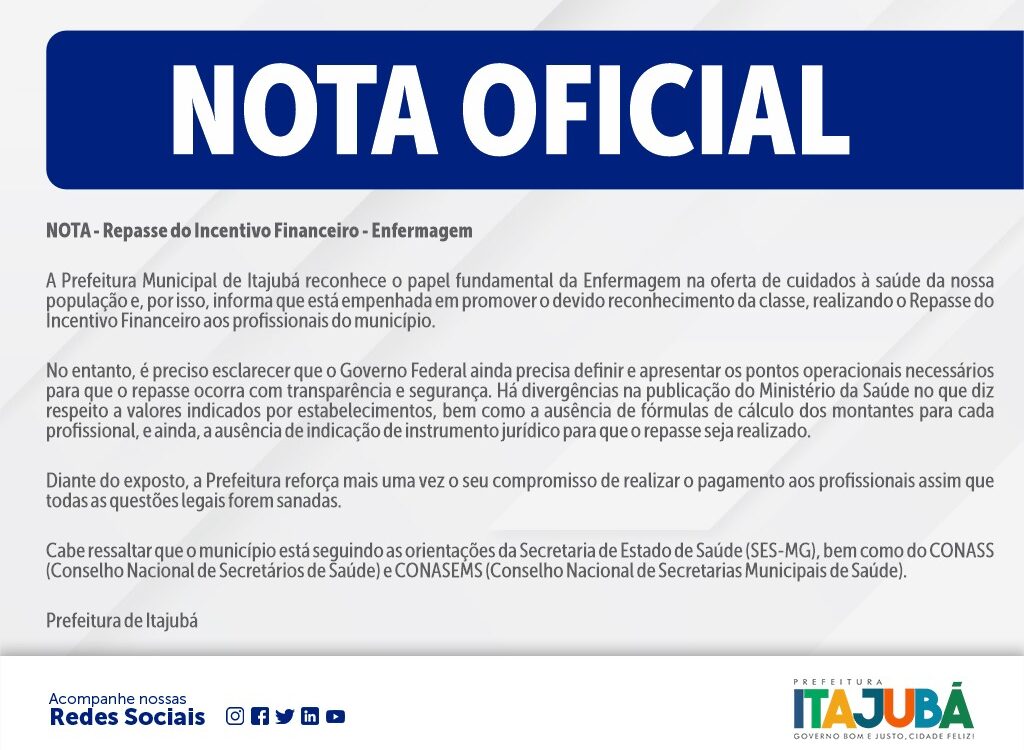 NOTA OFICIAL
NOTA - Repasse do Incentivo Financeiro - Enfermagem
A Prefeitura Municipal de Itajubá reconhece o papel fundamental da Enfermagem na oferta de cuidados à saúde da nossa
população e, por isso, informa que está empenhada em promover o devido reconhecimento da classe, realizando o Repasse do
Incentivo Financeiro aos profissionais do município.
No entanto, é preciso esclarecer que o Governo Federal ainda precisa definir e apresentar os pontos operacionais necessários
para que o repasse ocorra com transparência e segurança. Há divergências na publicação do Ministério da Saúde no que diz
respeito a valores indicados por estabelecimentos, bem como a ausência de fórmulas de cálculo dos montantes para cada
profissional, e ainda, a ausência de indicação de instrumento jurídico para que o repasse seja realizado.
Diante do exposto, a Prefeitura reforça mais uma vez o seu compromisso de realizar o pagamento aos profissionais assim que
todas as questões legais forem sanadas.
Cabe ressaltar que o município está seguindo as orientações da Secretaria de Estado de Saúde (SES-MG), bem como do CONASS
(Conselho Nacional de Secretários de Saúde) e CONASEMS (Conselho Nacional de Secretarias Municipais de Saúde).
Prefeitura de Itajubá
Acompanhe nossas
Redes Sociais
PREFEITURA
ITAJUBÁ
GOVERNO BOM E JUSTO, CIDADE FELIZ!